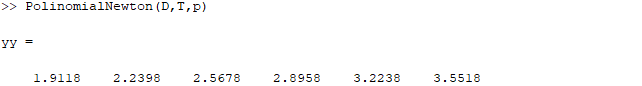 >> PolinomialNewton(D,T,p)
yy =
1.9118 2.2398 2.5678 2.8958 3.2238 3.5518